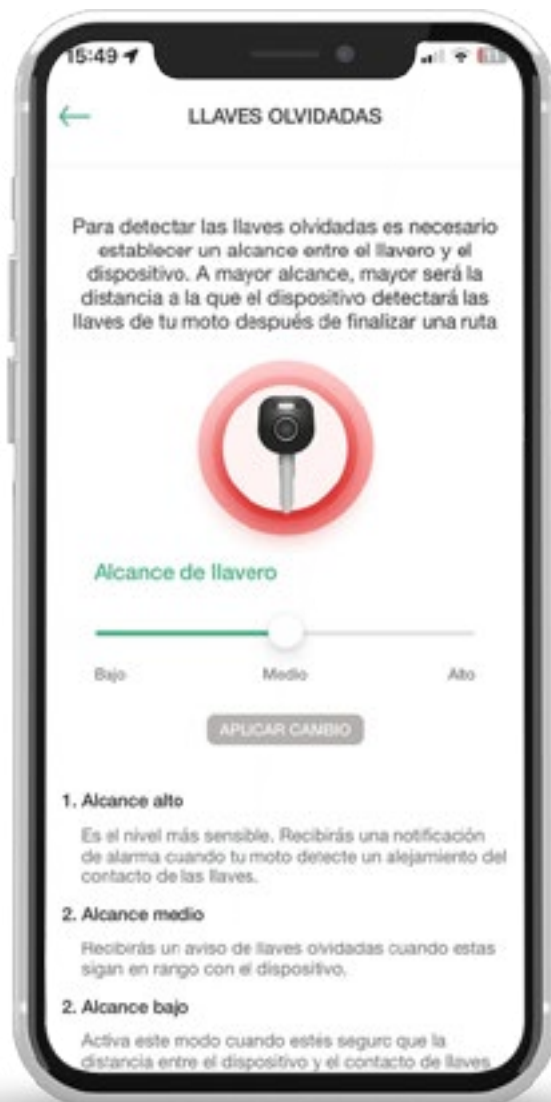 15:49
LLAVES OLVIDADAS
Para detectar las llaves olvidadas es necesario
establecer un alcance entre el llavero y el
dispositivo. A mayor alcance, mayor será la
distancia a la que el dispositivo detectará las
llaves de tu moto después de finalizar una ruta
Alcance de llavero
Bajo Medio Alto
APLICAR CAMBIO
1. Alcance alto
Es el nivel más sensible. Recibirás una notificación
de alarma cuando tu moto detecte un alejamiento del
contacto de las llaves.
2. Alcance medio
Recibirás un aviso de llaves olvidadas cuando estas
sigan en rango con el dispositivo.
2. Alcance bajo
Activa este modo cuando estés seguro que la
distancia entre el dispositivo y el contacto de llaves